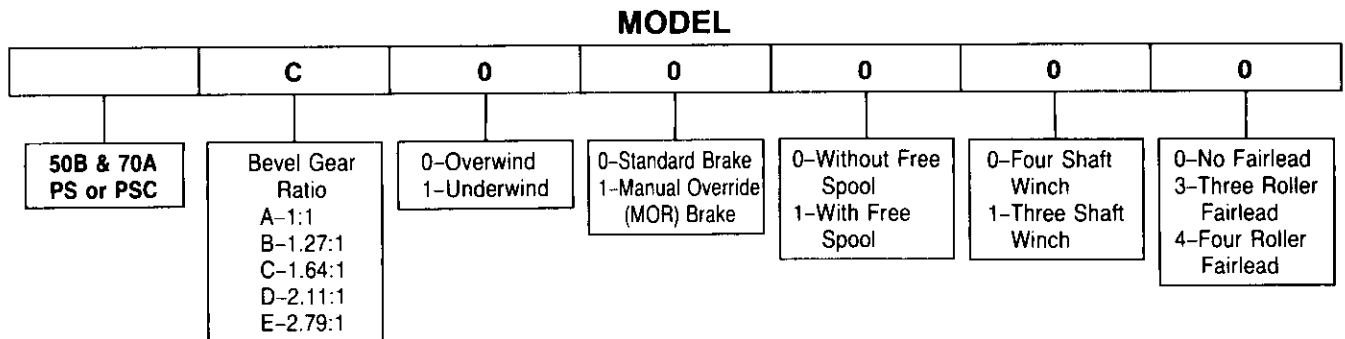 MODEL
C 0 0 0 0 0
50B & 70A
PS or PSC
Bevel Gear
Ratio
A–1:1
B–1.27:1
C–1.64:1
D–2.11:1
E–2.79:1
0–Overwind
1–Underwind
0–Standard Brake
1–Manual Override
(MOR) Brake
0–Without Free
Spool
1–With Free
Spool
0–Four Shaft
Winch
1–Three Shaft
Winch
0–No Fairlead
3–Three Roller
Fairlead
4–Four Roller
Fairlead